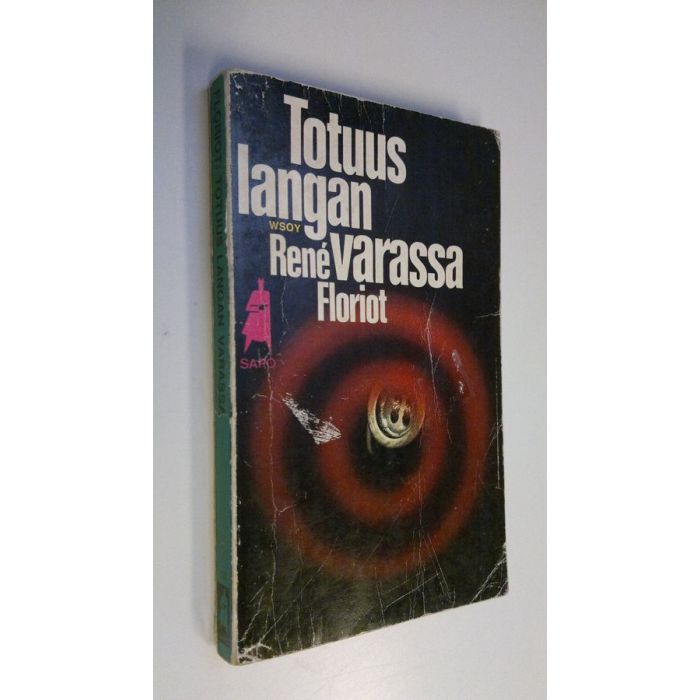 Totuus
langan
WSOY
varassa
René
Floriot
SAPO
FLORIOT: TOTUUS LANGAN VARASSA